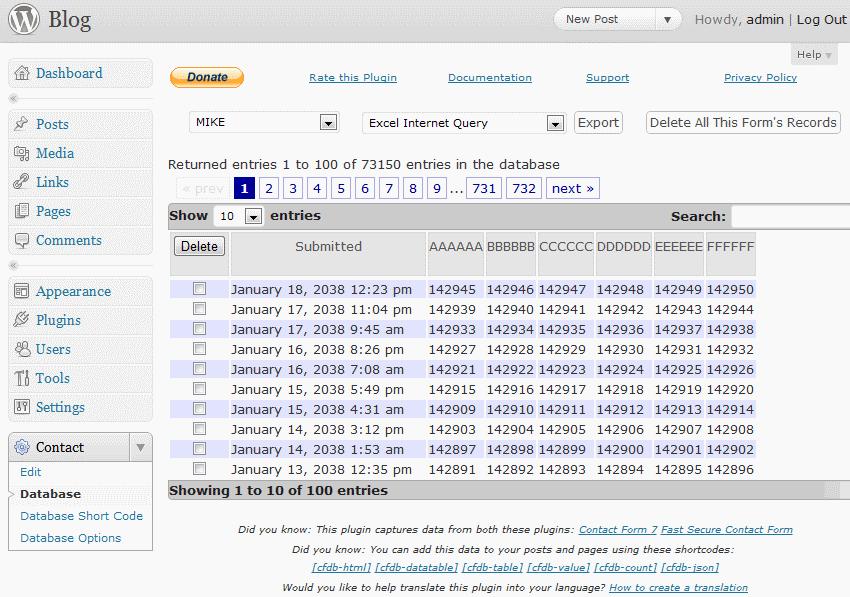 Blog
New Post
Howdy, admin | Log Out
Help
Dashboard
Posts
Media
Links
Pages
Comments
Appearance
Plugins
Users
Tools
Settings
Contact
Edit
Database
Database Short Code
Database Options
Donate
Rate this Plugin
Documentation
Support
Privacy Policy
MIKE
Excel Internet Query
Export
Delete All This Form's Records
Returned entries 1 to 100 of 73150 entries in the database
« prev 1 2 3 4 5 6 7 8 9 ... 731 732 next »
Show 10 entries
Search:
Delete Submitted AAAAAA BBBBBB CCCCCC DDDDDD EEEEEE FFFFFF
January 18, 2038 12:23 pm 142945 142946 142947 142948 142949 142950
January 17, 2038 11:04 pm 142939 142940 142941 142942 142943 142944
January 17, 2038 9:45 am 142933 142934 142935 142936 142937 142938
January 16, 2038 8:26 pm 142927 142928 142929 142930 142931 142932
January 16, 2038 7:08 am 142921 142922 142923 142924 142925 142926
January 15, 2038 5:49 pm 142915 142916 142917 142918 142919 142920
January 15, 2038 4:31 am 142909 142910 142911 142912 142913 142914
January 14, 2038 3:12 pm 142903 142904 142905 142906 142907 142908
January 14, 2038 1:53 am 142897 142898 142899 142900 142901 142902
January 13, 2038 12:35 pm 142891 142892 142893 142894 142895 142896
Showing 1 to 10 of 100 entries
Did you know: This plugin captures data from both these plugins: Contact Form 7 Fast Secure Contact Form
Did you know: You can add this data to your posts and pages using these shortcodes:
[cfdb-html] [cfdb-datatable] [cfdb-table] [cfdb-value] [cfdb-count] [cfdb-json]
Would you like to help translate this plugin into your language? How to create a translation